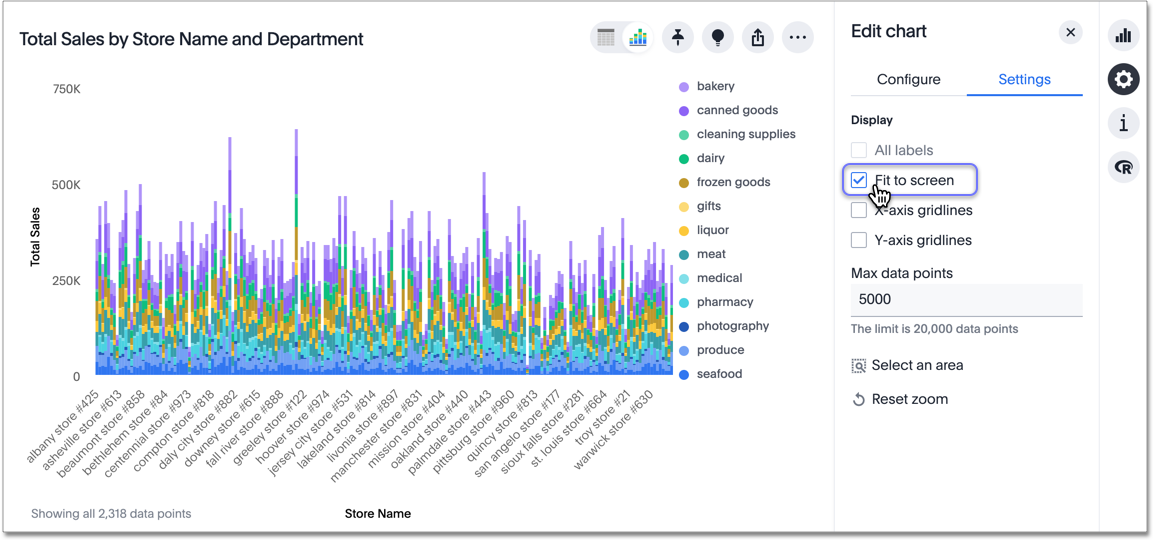 Total Sales by Store Name and Department
750K
500K
250K
0
Total Sales
albany store #425
asheville store #613
beaumont store #858
bethlehem store #84
centennial store #973
compton store #818
daly city store #882
downey store #615
fall river store #888
greeley store #122
hoover store #974
jersey city store #531
lakeland store #814
livonia store #897
manchester store #831
mission store #404
oakland store #440
palmdale store #443
pittsburg store #960
quincy store #813
san angelo store #177
sioux falls store #281
st. louis store #664
troy store #21
warwick store #630
Showing all 2,318 data points
Store Name
bakery
canned goods
cleaning supplies
dairy
frozen goods
gifts
liquor
meat
medical
pharmacy
photography
produce
seafood
Edit chart
Configure
Settings
Display
All labels
Fit to screen
X-axis gridlines
Y-axis gridlines
Max data points
5000
The limit is 20,000 data points
Select an area
Reset zoom
i
R